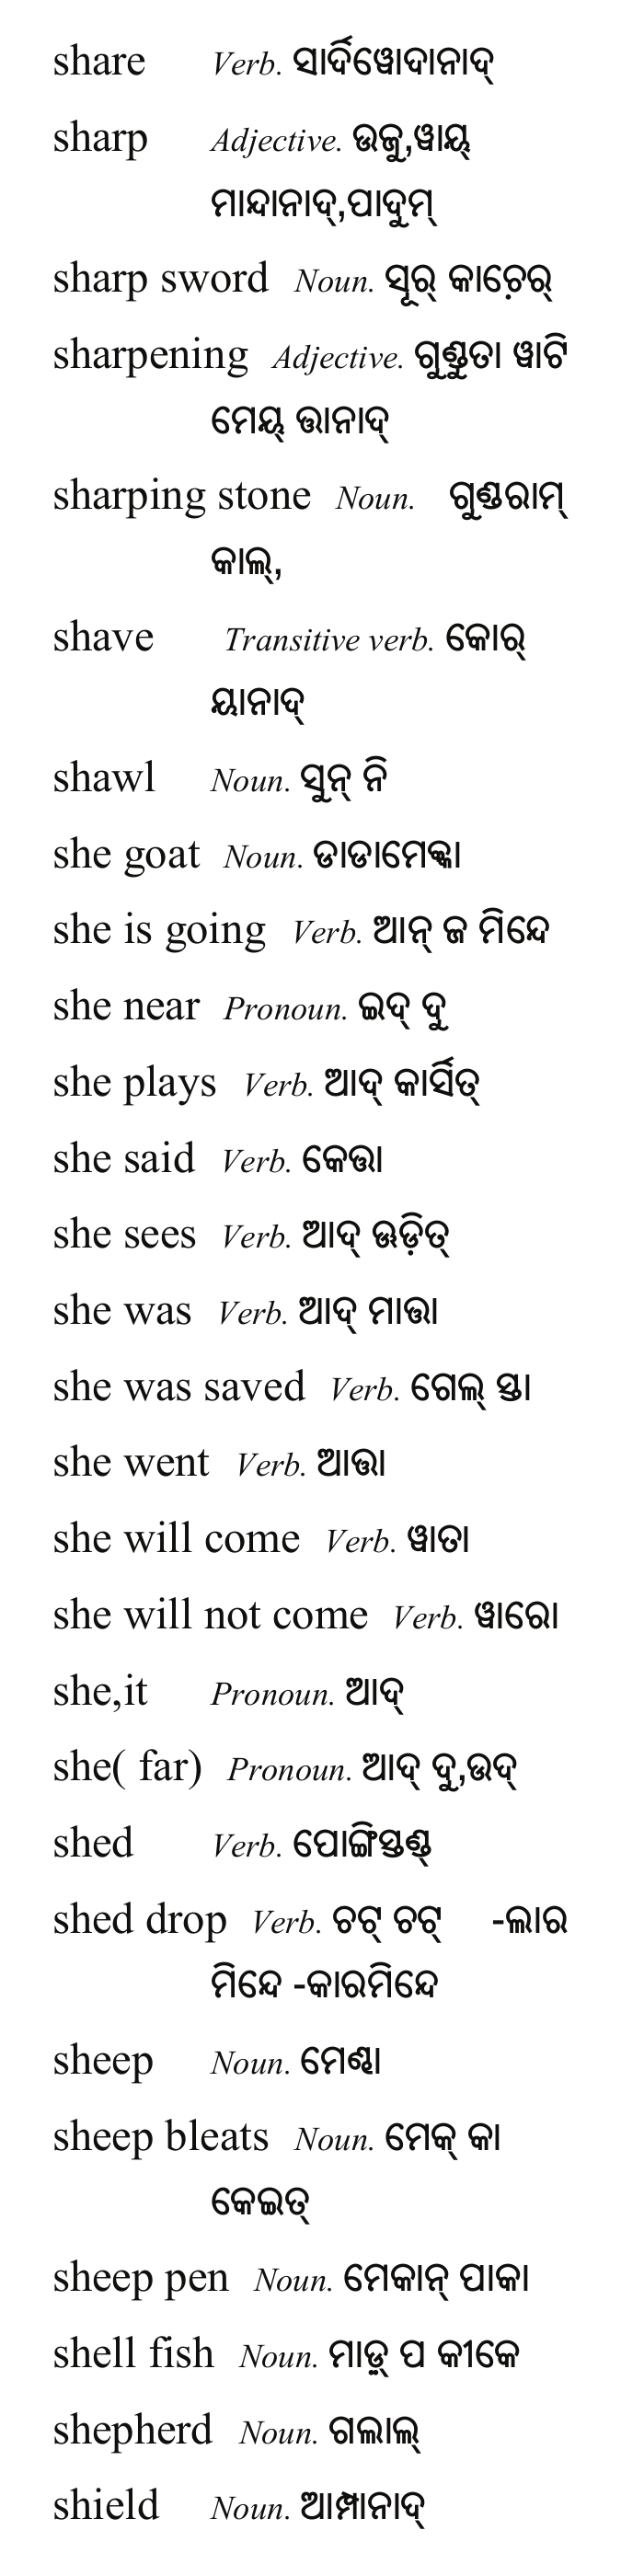 share Verb. ସାର୍ଦିୱୋଦାନାଦ୍
sharp Adjective. ଉଜୁ,ୱାୟ୍
ମାନ୍ଦାନାଦ୍,ପାଦୁମ୍
sharp sword Noun. ସୂର୍ କାଚେ଼ର୍
sharpening Adjective. ଗୁଣ୍ଡୁତା ୱାଟି
ମେୟ୍ ତ୍ତାନାଦ୍
sharping stone Noun. ଗୁଣ୍ଡରାମ୍
କାଲ୍,
shave Transitive verb. କୋର୍
ୟାନାଦ୍
shawl Noun. ସୁନ୍ ନି
she goat Noun. ଡାଡାମେକ୍କା
she is going Verb. ଆନ୍ ଜ ମିନ୍ଦେ
she near Pronoun. ଇଦ୍ ଦୁ
she plays Verb. ଆଦ୍ କାର୍ସିତ୍
she said Verb. କେତ୍ତା
she sees Verb. ଆଦ୍ ଊଡ଼ିତ୍
she was Verb. ଆଦ୍ ମାତ୍ତା
she was saved Verb. ଗେଲ୍ ସ୍ତା
she went Verb. ଆତ୍ତା
she will come Verb. ୱାତା
she will not come Verb. ୱାରୋ
she,it Pronoun. ଆଦ୍
she( far) Pronoun. ଆଦ୍ ଦୁ,ଉଦ୍
shed Verb. ପୋଙ୍ଗିସ୍ତଣ୍ଡ୍
shed drop Verb. ଚଟ୍ ଚଟ୍ -ଲାର
ମିନ୍ଦେ -କାରମିନ୍ଦେ
sheep Noun. ମେଣ୍ଢା
sheep bleats Noun. ମେକ୍ କା
କେଇତ୍
sheep pen Noun. ମେକାନ୍ ପାକା
shell fish Noun. ମାଡ଼୍ ପ କୀକେ
shepherd Noun. ଗଲାଲ୍
shield Noun. ଆମ୍ପାନାଦ୍